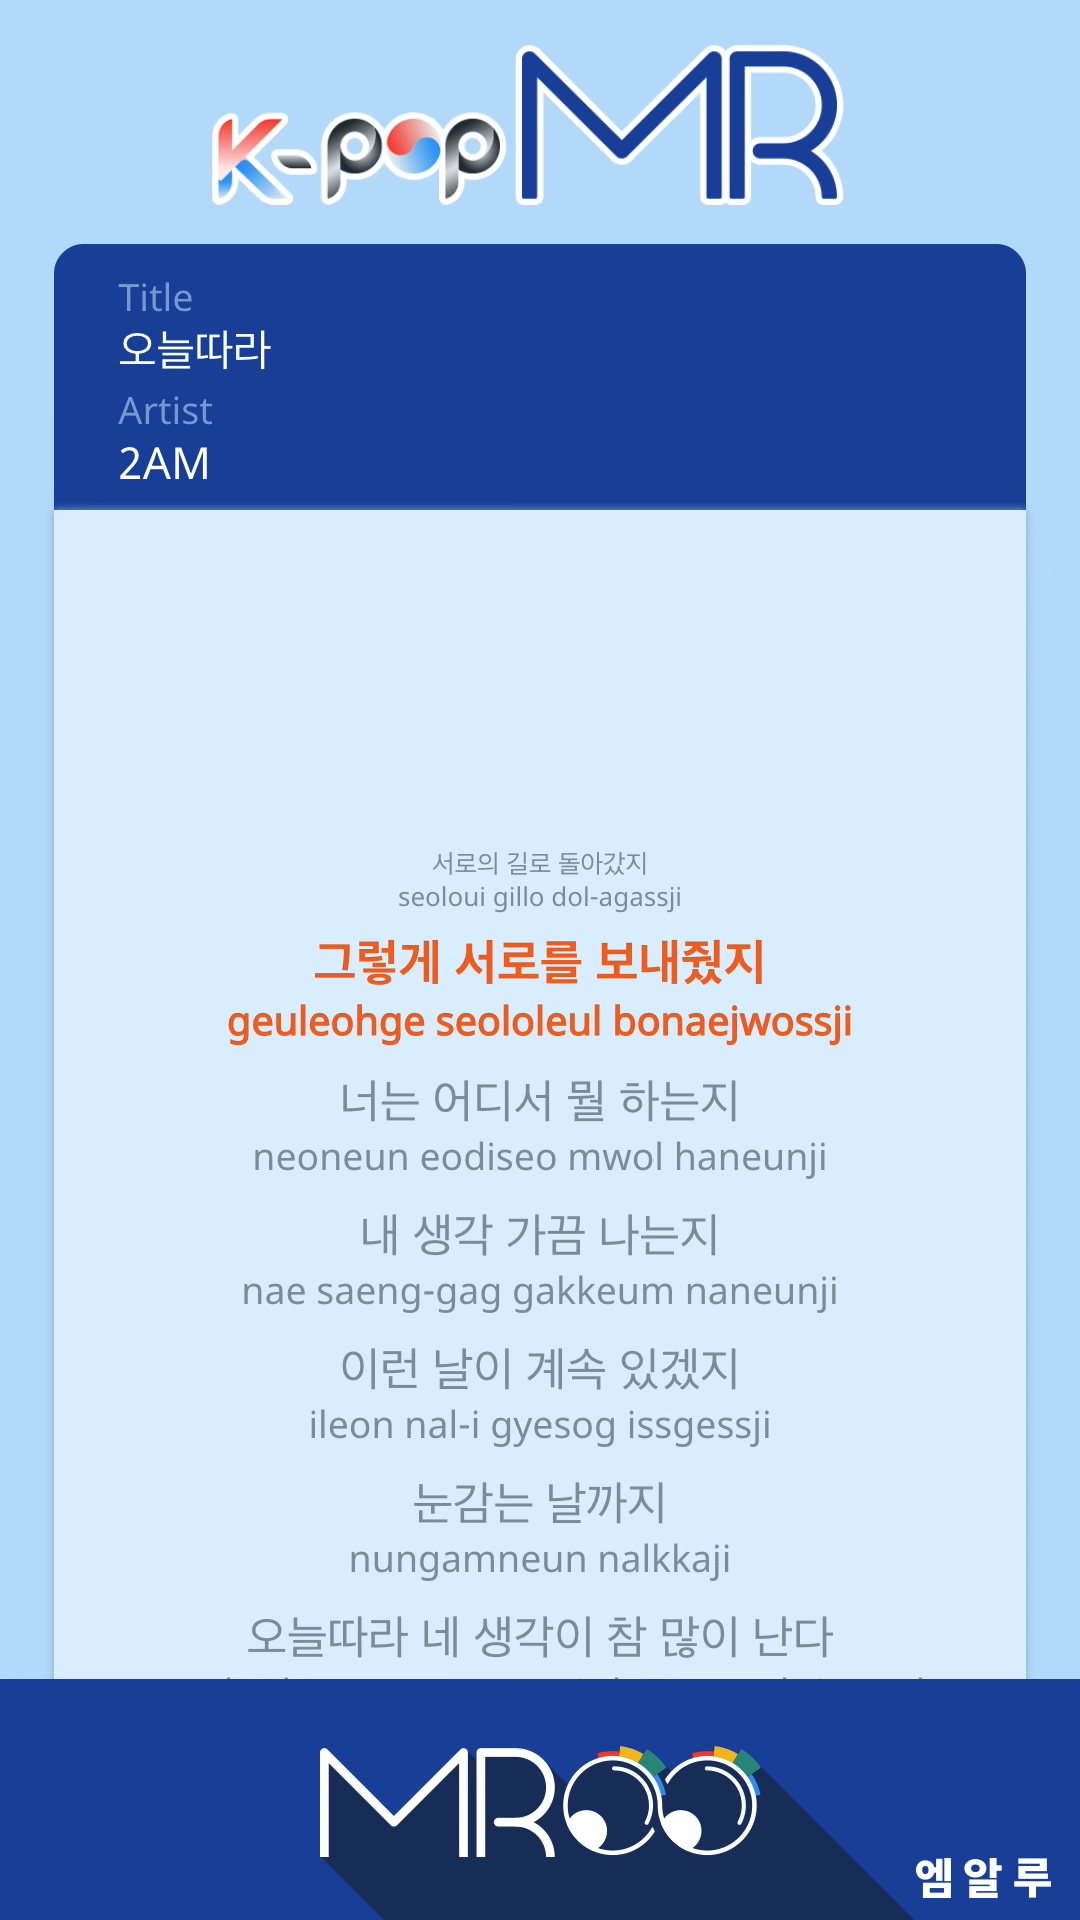 K-pop MR
Title
오늘따라
Artist
2AM
서로의 길로 돌아갔지
seoloui gillo dol-agassji
그렇게 서로를 보내줬지
geuleohge seololeul bonaejwossji
너는 어디서 뭘 하는지
neoneun eodiseo mwol haneunji
내 생각 가끔 나는지
nae saeng-gag gakkeum naneunji
이런 날이 계속 있겠지
ileon nal-i gyesog issgessji
눈감는 날까지
nungamneun nalkkaji
오늘따라 네 생각이 참 많이 난다
MROO
엠알루